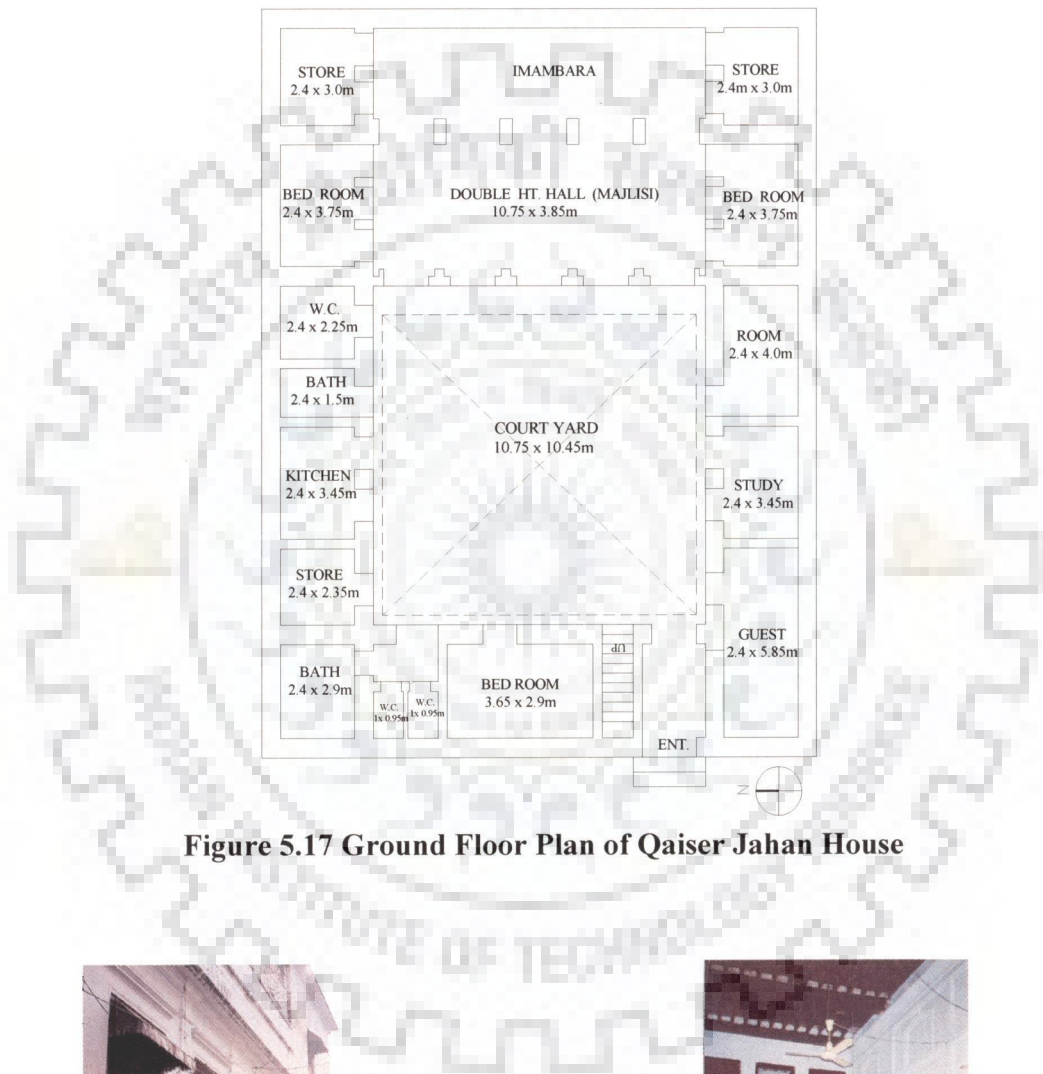 STORE
2.4 x 3.0m
IMAMBARA
STORE
2.4m x 3.0m
BED ROOM
2.4 x 3.75m
DOUBLE HT. HALL (MAJLISI)
10.75 x 3.85m
BED ROOM
2.4 x 3.75m
W.C.
2.4 x 2.25m
ROOM
2.4 x 4.0m
BATH
2.4 x 1.5m
COURT YARD
10.75 x 10.45m
KITCHEN
2.4 x 3.45m
STUDY
2.4 x 3.45m
STORE
2.4 x 2.35m
GUEST
2.4 x 5.85m
BATH
2.4 x 2.9m
W.C.
1x 0.95m
W.C.
1x 0.95m
BED ROOM
3.65 x 2.9m
UP
ENT.
N
Figure 5.17 Ground Floor Plan of Qaiser Jahan House
OF TECHNOLOGY